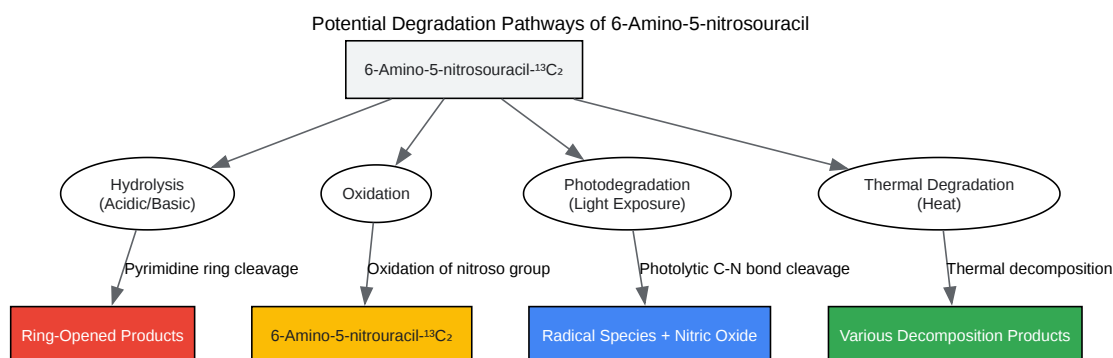 Potential Degradation Pathways of 6-Amino-5-nitrosouracil
6-Amino-5-nitrosouracil-¹³C₂
Hydrolysis
(Acidic/Basic)
Oxidation
Photodegradation
(Light Exposure)
Thermal Degradation
(Heat)
Pyrimidine ring cleavage
Oxidation of nitroso group
Photolytic C-N bond cleavage
Thermal decomposition
Ring-Opened Products
6-Amino-5-nitrouracil-¹³C₂
Radical Species + Nitric Oxide
Various Decomposition Products